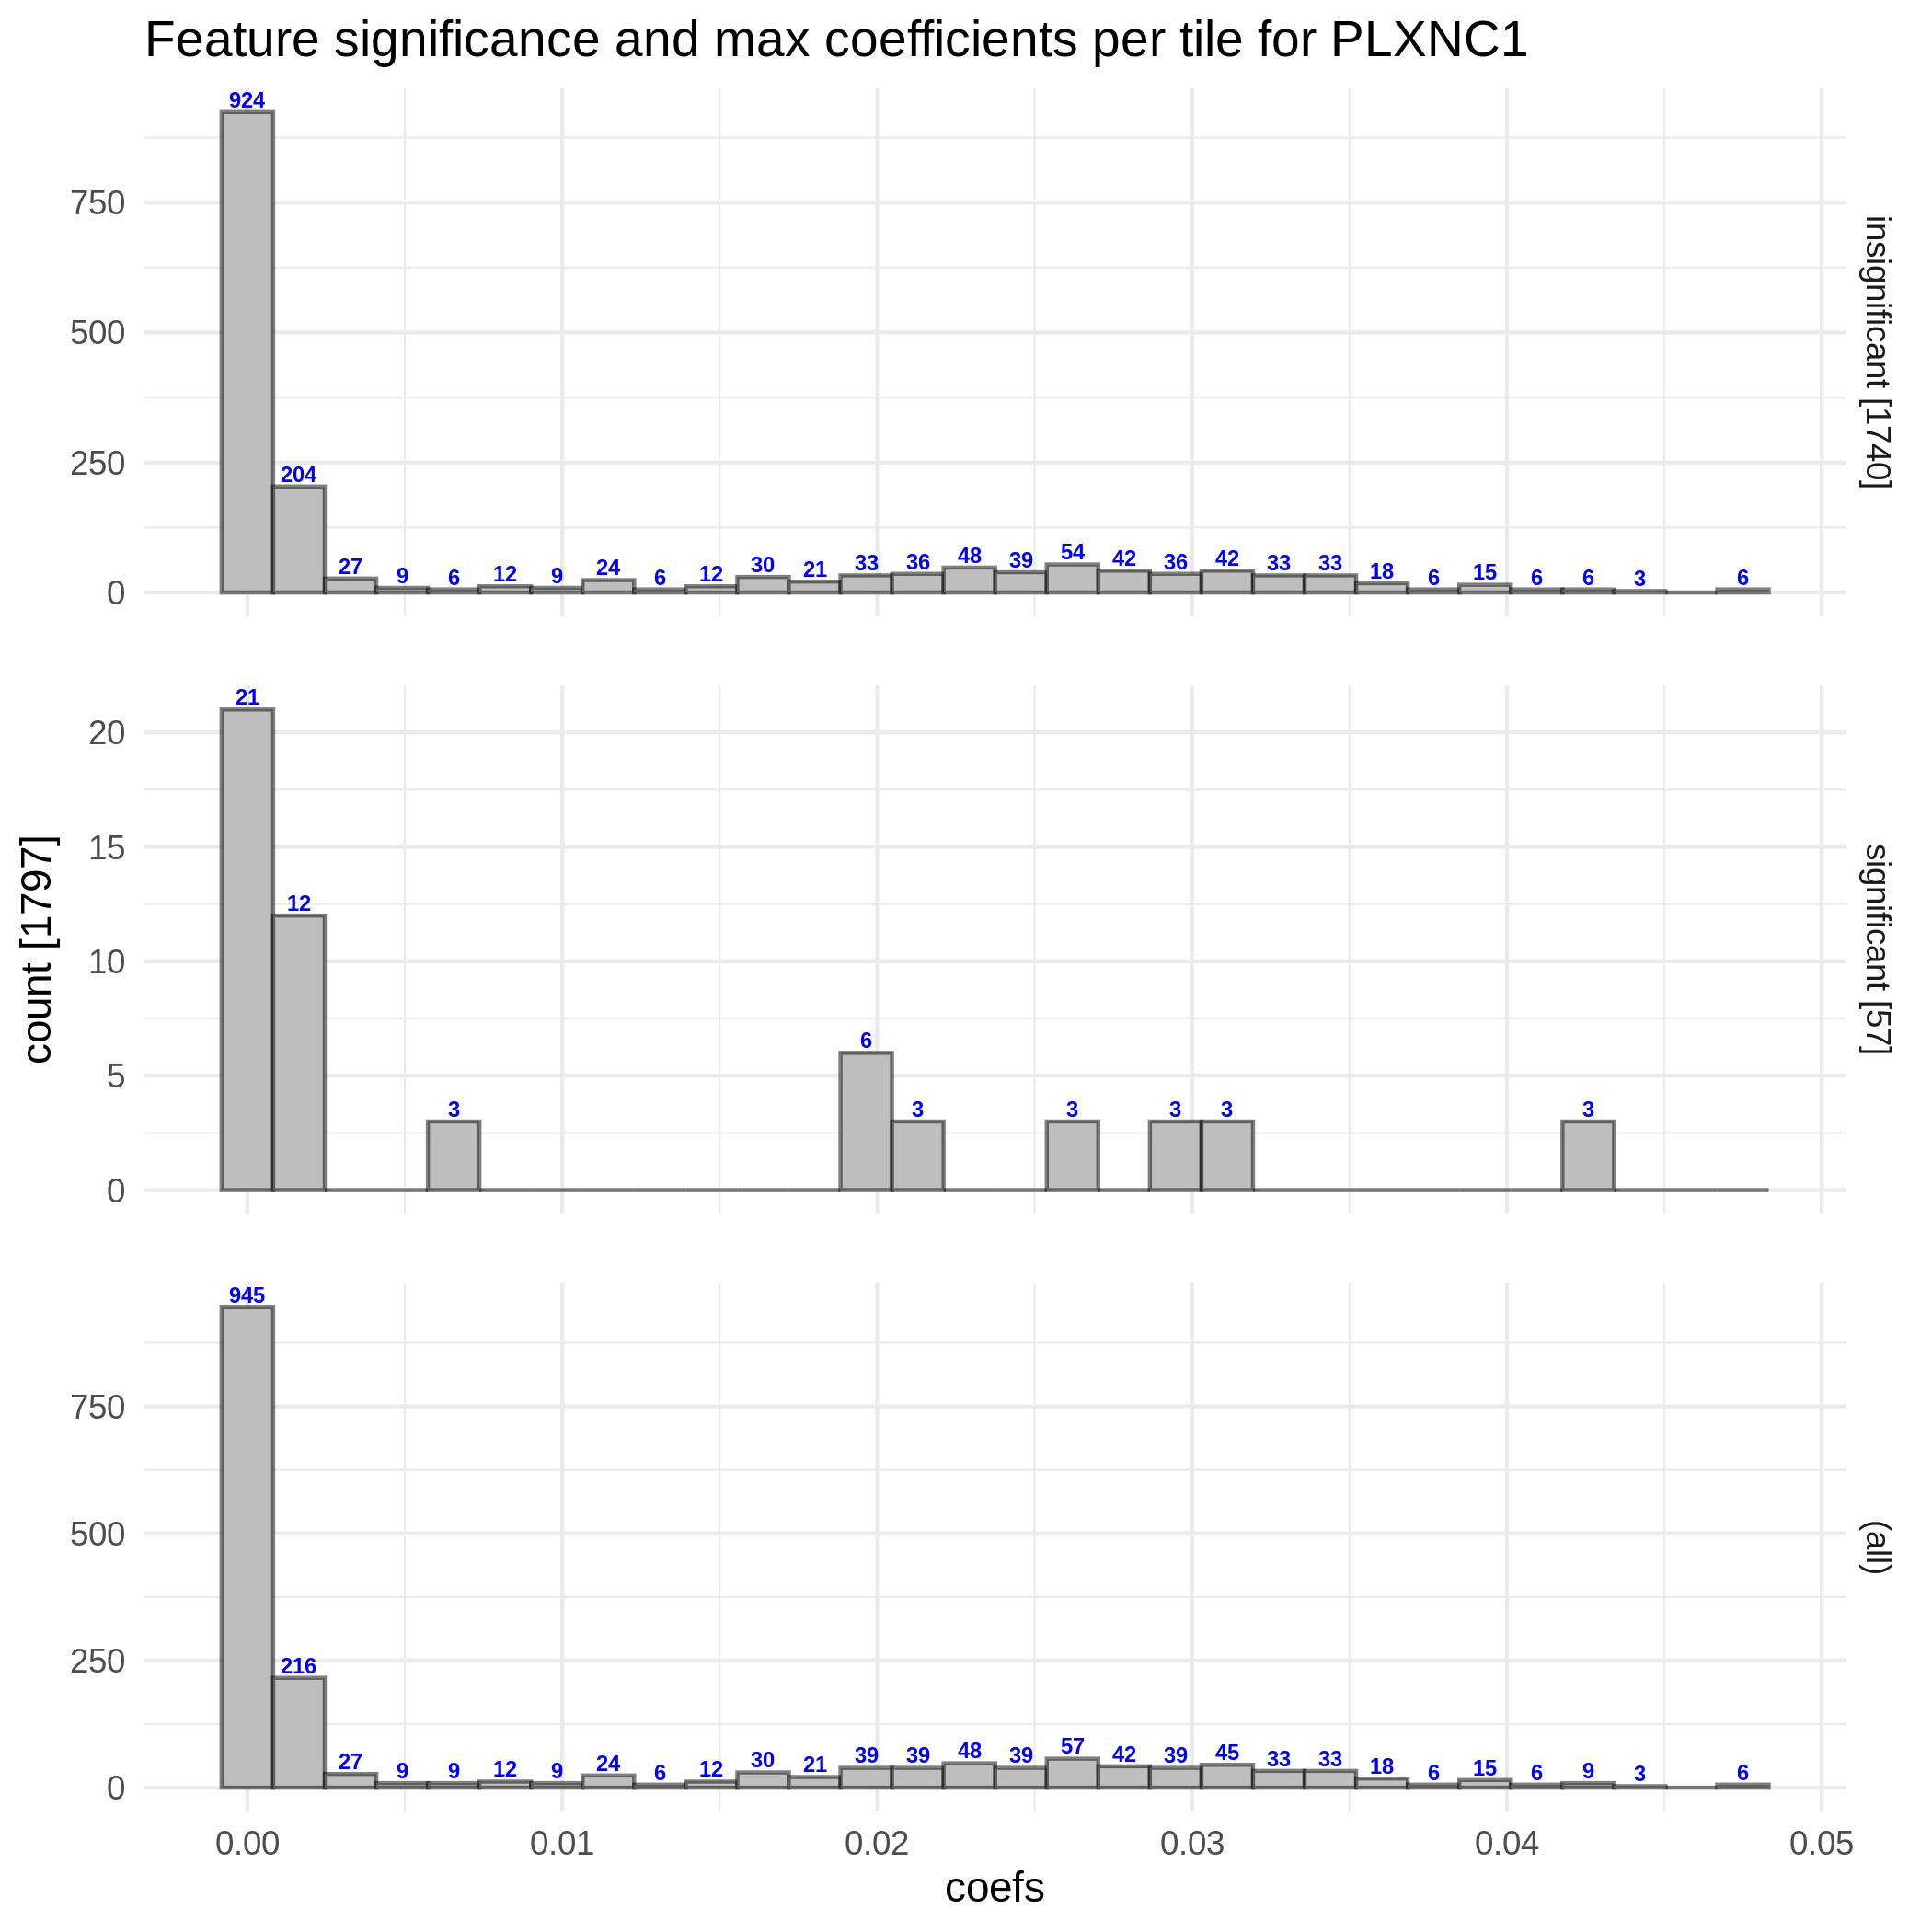 Feature significance and max coefficients per tile for PLXNC1
924
750
500
250
0
204
27 9 6 12 9 24 6 12 30 21 33 36 48 39 54 42 36 42 33 33 18 6 15 6 6 3 6
insignificant [1740]
count [1797]
21
20
15
10
5
0
12
3 6 3 3 3 3 3
significant [57]
945
750
500
250
0
216
27 9 9 12 9 24 6 12 30 21 39 39 48 39 57 42 39 45 33 33 18 6 15 6 9 3 6
(all)
0.00 0.01 0.02 0.03 0.04 0.05
coefs